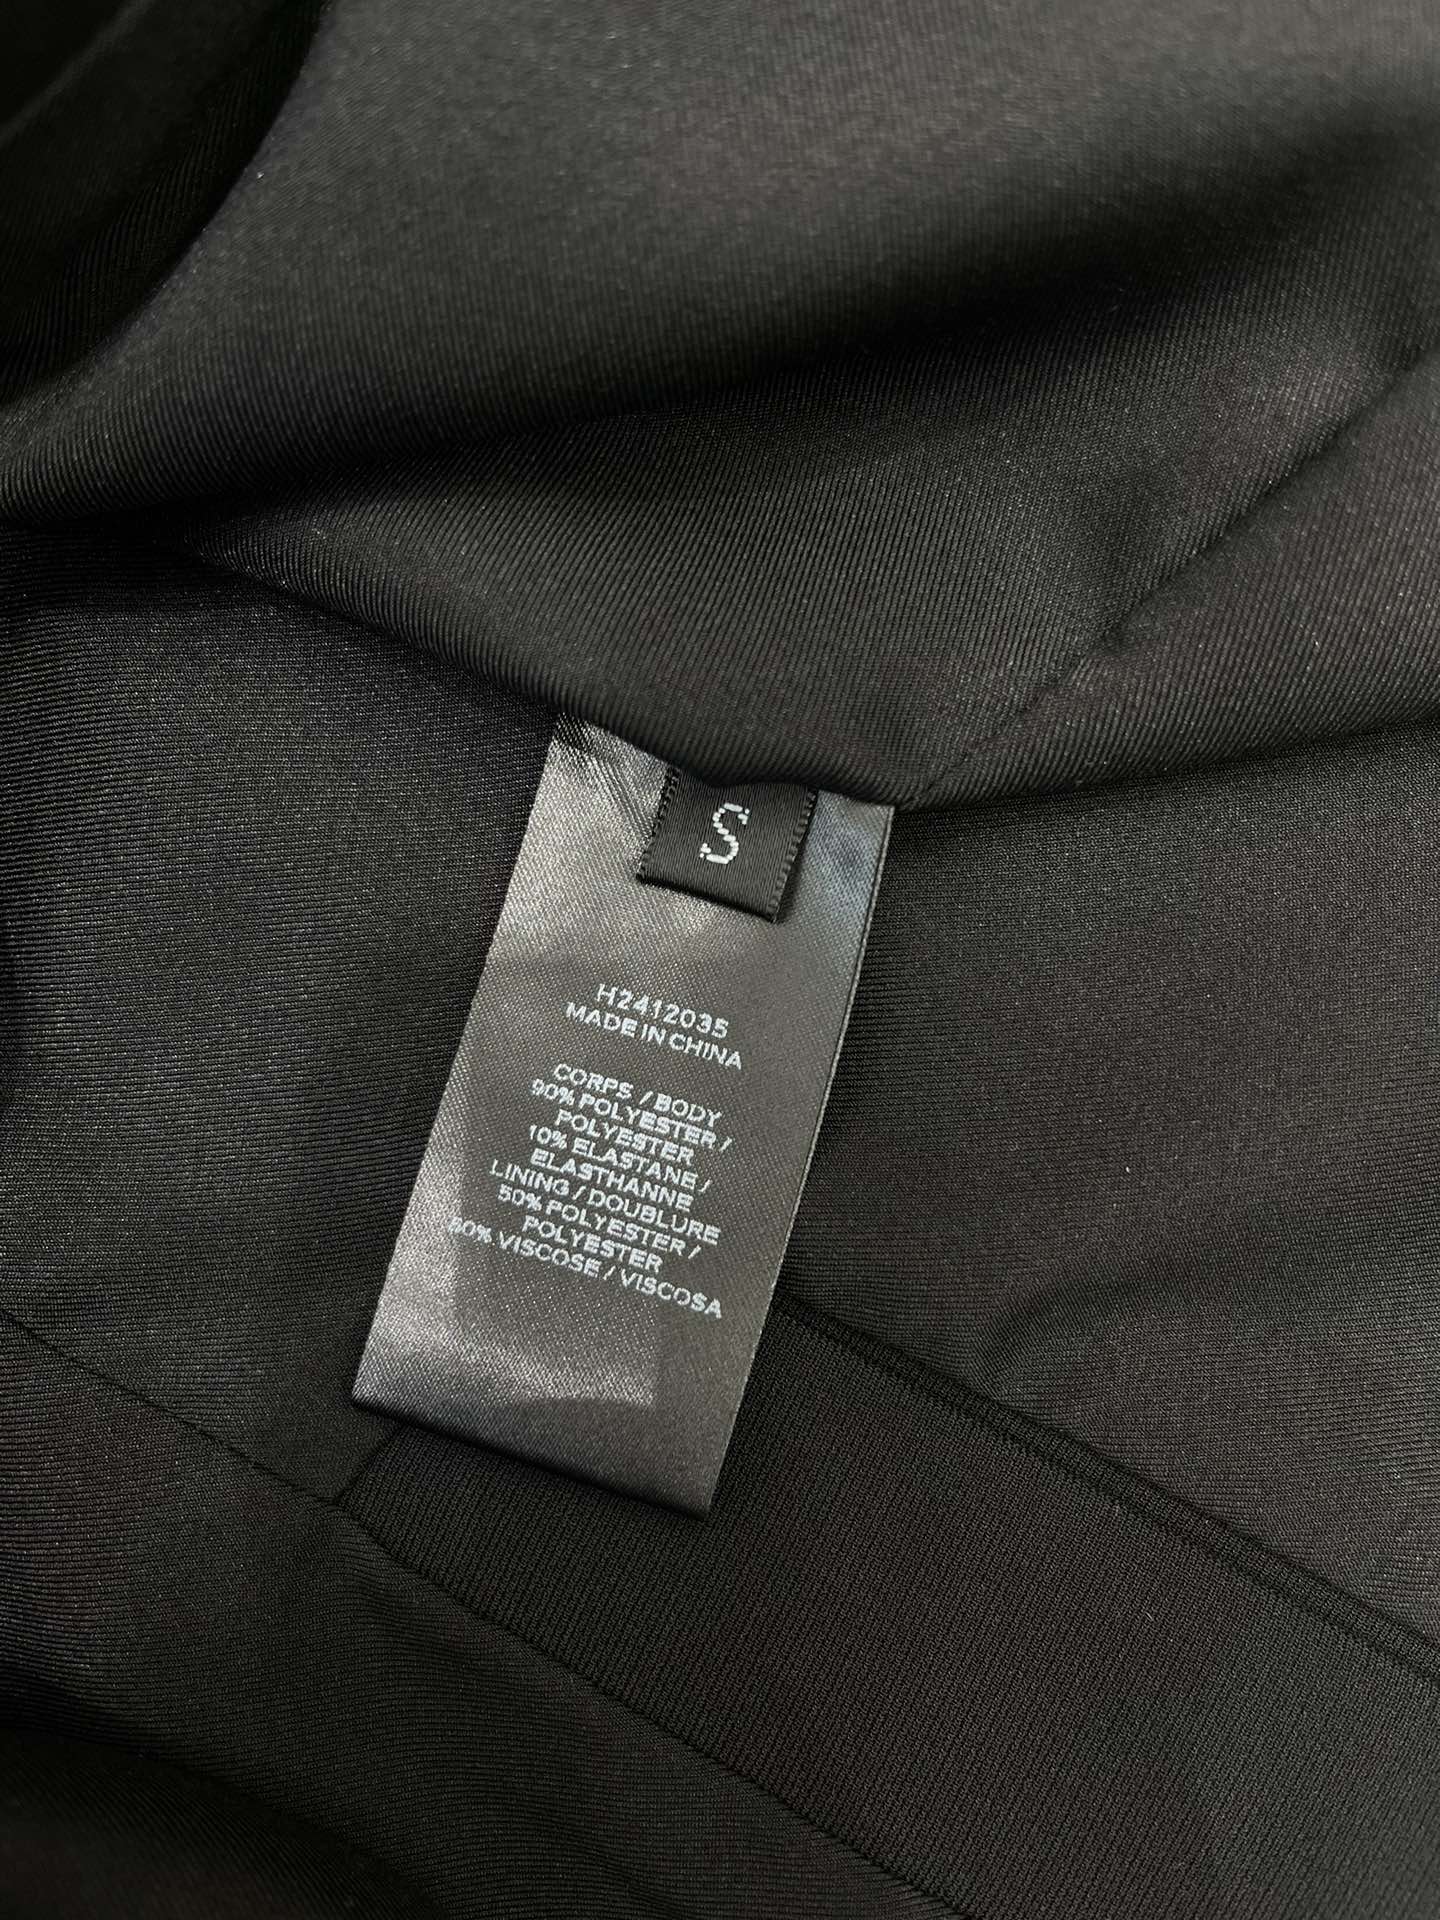 S
H2412035
MADE IN CHINA
CORPS / BODY
90% POLYESTER /
POLYESTER
10% ELASTANE /
ELASTHANNE
LINING / DOUBLURE
50% POLYESTER /
POLYESTER
50% VISCOSE / VISCOSA